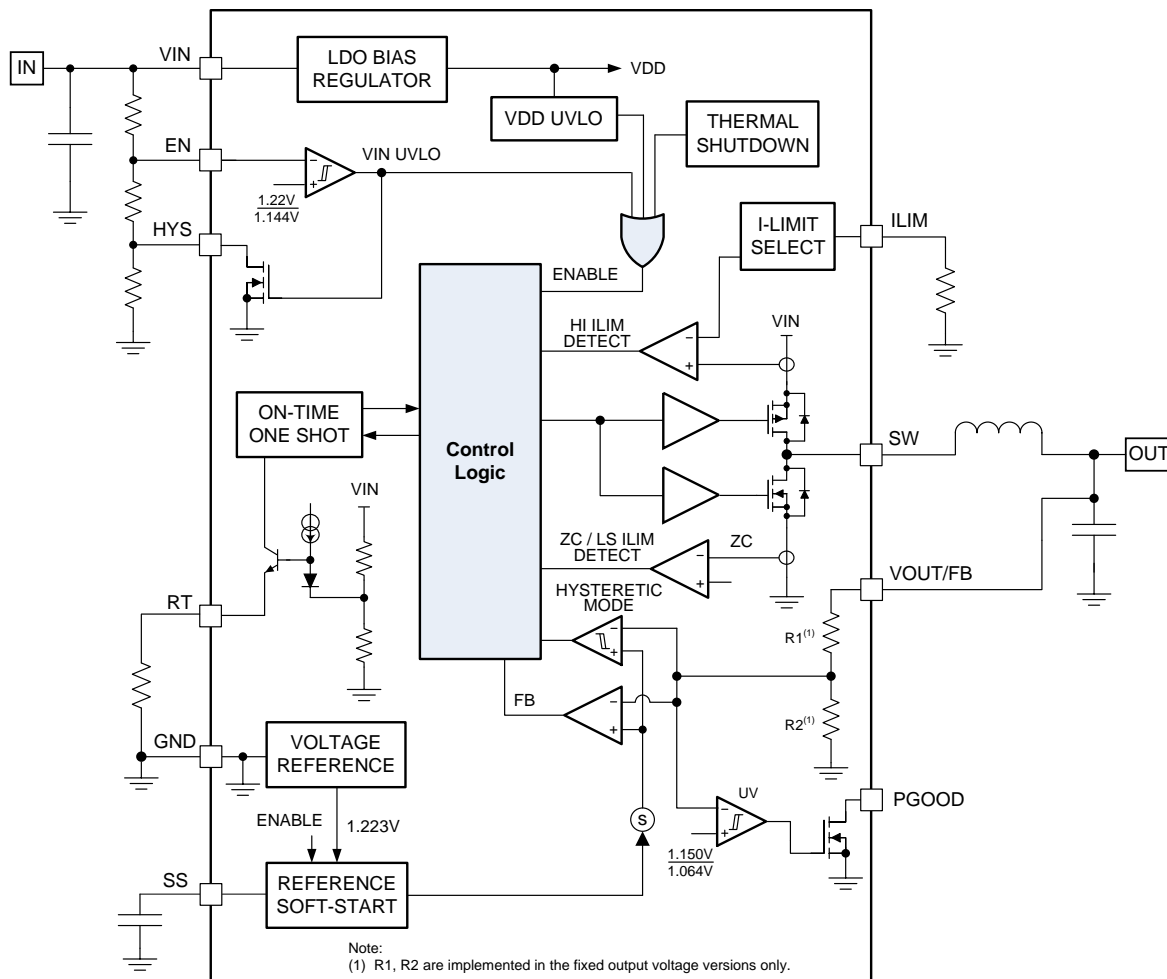 IN
VIN
LDO BIAS
REGULATOR
VDD
VDD UVLO
THERMAL
SHUTDOWN
EN
−
+
VIN UVLO
1.22V
1.144V
HYS
I-LIMIT
SELECT
ILIM
ENABLE
HI ILIM
DETECT
−
+
VIN
ON-TIME
ONE SHOT
Control
Logic
SW
OUT
VIN
ZC / LS ILIM
DETECT
ZC
−
+
HYSTERETIC
MODE
VOUT/FB
RT
−
+
R1(1)
FB
−
+
R2(1)
GND
VOLTAGE
REFERENCE
UV
PGOOD
−
+
ENABLE
1.223V
S
1.150V
1.064V
SS
REFERENCE
SOFT-START
Note:
(1) R1, R2 are implemented in the fixed output voltage versions only.